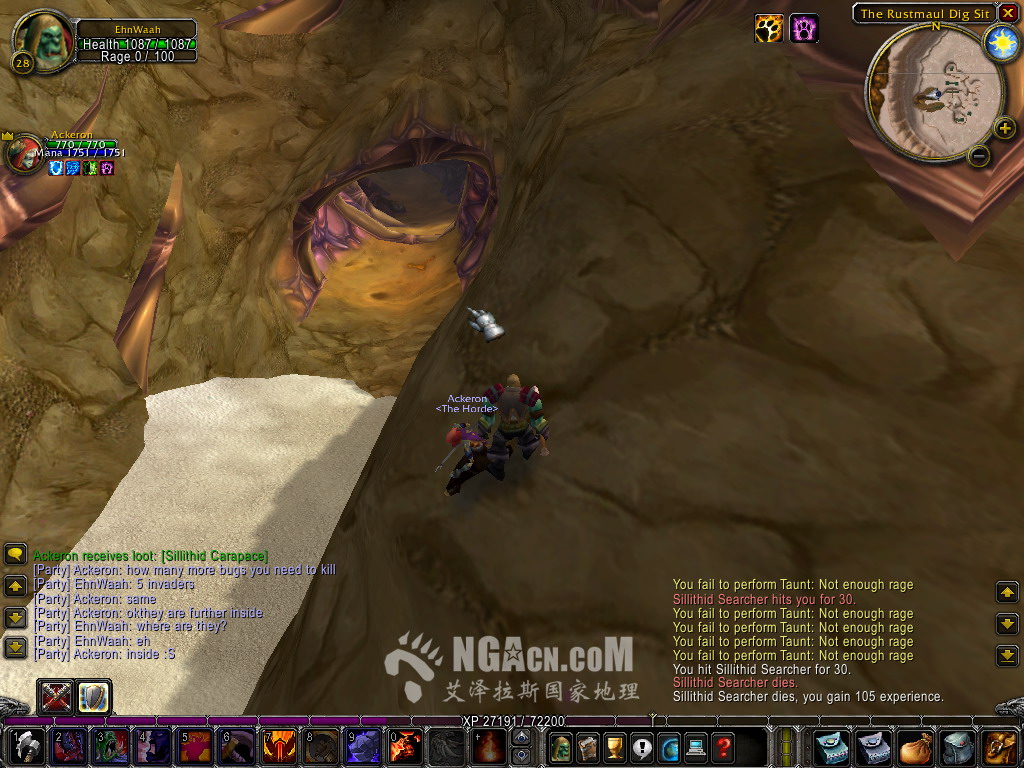 EhnWaah
Health 1087 / 1087
Rage 0 / 100
28
Ackeron
770 / 770
Mana 1751 / 1751
The Rustmaul Dig Sit
N
Ackeron
<The Horde>
Ackeron receives loot: [Sillithid Carapace]
[Party] Ackeron: how many more bugs you need to kill
[Party] EhnWaah: 5 invaders
[Party] Ackeron: same
[Party] Ackeron: okthey are further inside
[Party] EhnWaah: where are they?
[Party] EhnWaah: eh
[Party] Ackeron: inside :S
You fail to perform Taunt: Not enough rage
Sillithid Searcher hits you for 30.
You fail to perform Taunt: Not enough rage
You fail to perform Taunt: Not enough rage
You fail to perform Taunt: Not enough rage
You fail to perform Taunt: Not enough rage
You hit Sillithid Searcher for 30.
Sillithid Searcher dies.
Sillithid Searcher dies, you gain 105 experience.
NGACN.COM
艾泽拉斯国家地理
XP 27191 / 72200
2 3 4 5 6 7 8 9 0 - +